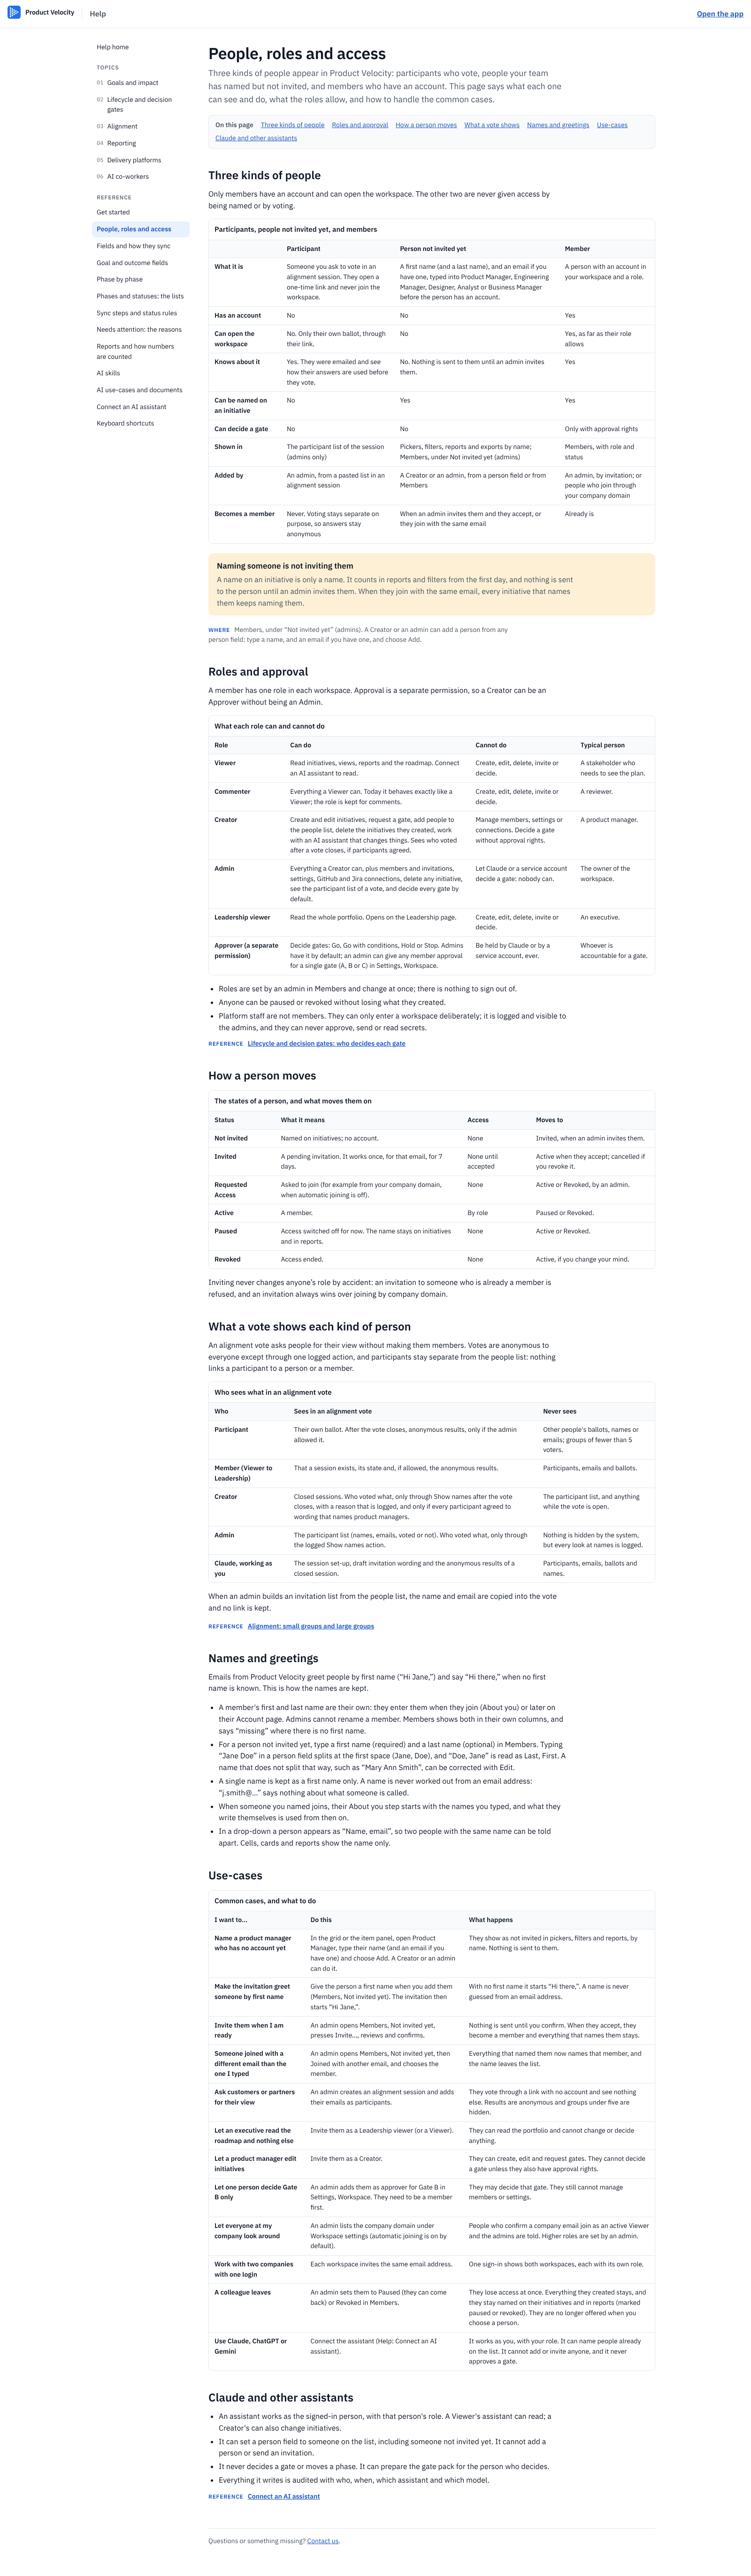 Product Velocity
Help
Open the app
Help home
TOPICS
01 Goals and impact
02 Lifecycle and decision
gates
03 Alignment
04 Reporting
05 Delivery platforms
06 AI co-workers
REFERENCE
Get started
People, roles and access
Fields and how they sync
Goal and outcome fields
Phase by phase
Phases and statuses: the lists
Sync steps and status rules
Needs attention: the reasons
Reports and how numbers
are counted
AI skills
AI use-cases and documents
Connect an AI assistant
Keyboard shortcuts
People, roles and access
Three kinds of people appear in Product Velocity: participants who vote, people your team
has named but not invited, and members who have an account. This page says what each one
can see and do, what the roles allow, and how to handle the common cases.
On this page Three kinds of people Roles and approval How a person moves What a vote shows Names and greetings Use-cases
Claude and other assistants
Three kinds of people
Only members have an account and can open the workspace. The other two are never given access by
being named or by voting.
Participants, people not invited yet, and members
Participant Person not invited yet Member
What it is
Someone you ask to vote in an
alignment session. They open a
one-time link and never join the
workspace.
A first name (and a last name), and an email if you
have one, typed into Product Manager, Engineering
Manager, Designer, Analyst or Business Manager
before the person has an account.
A person with an account in
your workspace and a role.
Has an account
No
No
Yes
Can open the
workspace
No. Only their own ballot, through
their link.
No
Yes, as far as their role
allows
Knows about it
Yes. They were emailed and see
how their answers are used before
they vote.
No. Nothing is sent to them until an admin invites
them.
Yes
Can be named on
an initiative
No
Yes
Yes
Can decide a gate
No
No
Only with approval rights
Shown in
The participant list of the session
(admins only)
Pickers, filters, reports and exports by name;
Members, under Not invited yet (admins)
Members, with role and
status
Added by
An admin, from a pasted list in an
alignment session
A Creator or an admin, from a person field or from
Members
An admin, by invitation; or
people who join through
your company domain
Becomes a member
Never. Voting stays separate on
purpose, so answers stay
anonymous
When an admin invites them and they accept, or
they join with the same email
Already is
Naming someone is not inviting them
A name on an initiative is only a name. It counts in reports and filters from the first day, and nothing is sent
to the person until an admin invites them. When they join with the same email, every initiative that names
them keeps naming them.
WHERE Members, under “Not invited yet” (admins). A Creator or an admin can add a person from any
person field: type a name, and an email if you have one, and choose Add.
Roles and approval
A member has one role in each workspace. Approval is a separate permission, so a Creator can be an
Approver without being an Admin.
What each role can and cannot do
Role Can do Cannot do Typical person
Viewer
Read initiatives, views, reports and the roadmap. Connect
an AI assistant to read.
Create, edit, delete, invite or
decide.
A stakeholder who
needs to see the plan.
Commenter
Everything a Viewer can. Today it behaves exactly like a
Viewer; the role is kept for comments.
Create, edit, delete, invite or
decide.
A reviewer.
Creator
Create and edit initiatives, request a gate, add people to
the people list, delete the initiatives they created, work
with an AI assistant that changes things. Sees who voted
after a vote closes, if participants agreed.
Manage members, settings or
connections. Decide a gate
without approval rights.
A product manager.
Admin
Everything a Creator can, plus members and invitations,
settings, GitHub and Jira connections, delete any initiative,
see the participant list of a vote, and decide every gate by
default.
Let Claude or a service account
decide a gate: nobody can.
The owner of the
workspace.
Leadership viewer
Read the whole portfolio. Opens on the Leadership page.
Create, edit, delete, invite or
decide.
An executive.
Approver (a separate
permission)
Decide gates: Go, Go with conditions, Hold or Stop. Admins
have it by default; an admin can give any member approval
for a single gate (A, B or C) in Settings, Workspace.
Be held by Claude or by a
service account, ever.
Whoever is
accountable for a gate.
• Roles are set by an admin in Members and change at once; there is nothing to sign out of.
• Anyone can be paused or revoked without losing what they created.
• Platform staff are not members. They can only enter a workspace deliberately; it is logged and visible to
the admins, and they can never approve, send or read secrets.
REFERENCE Lifecycle and decision gates: who decides each gate
How a person moves
The states of a person, and what moves them on
Status What it means Access Moves to
Not invited
Named on initiatives; no account.
None
Invited, when an admin invites them.
Invited
A pending invitation. It works once, for that email, for 7
days.
None until
accepted
Active when they accept; cancelled if
you revoke it.
Requested
Access
Asked to join (for example from your company domain,
when automatic joining is off).
None
Active or Revoked, by an admin.
Active
A member.
By role
Paused or Revoked.
Paused
Access switched off for now. The name stays on initiatives
and in reports.
None
Active or Revoked.
Revoked
Access ended.
None
Active, if you change your mind.
Inviting never changes anyone’s role by accident: an invitation to someone who is already a member is
refused, and an invitation always wins over joining by company domain.
What a vote shows each kind of person
An alignment vote asks people for their view without making them members. Votes are anonymous to
everyone except through one logged action, and participants stay separate from the people list: nothing
links a participant to a person or a member.
Who sees what in an alignment vote
Who Sees in an alignment vote Never sees
Participant
Their own ballot. After the vote closes, anonymous results, only if the admin
allowed it.
Other people's ballots, names or
emails; groups of fewer than 5
voters.
Member (Viewer to
Leadership)
That a session exists, its state and, if allowed, the anonymous results.
Participants, emails and ballots.
Creator
Closed sessions. Who voted what, only through Show names after the vote
closes, with a reason that is logged, and only if every participant agreed to
wording that names product managers.
The participant list, and anything
while the vote is open.
Admin
The participant list (names, emails, voted or not). Who voted what, only through
the logged Show names action.
Nothing is hidden by the system,
but every look at names is logged.
Claude, working as
you
The session set-up, draft invitation wording and the anonymous results of a
closed session.
Participants, emails, ballots and
names.
When an admin builds an invitation list from the people list, the name and email are copied into the vote
and no link is kept.
REFERENCE Alignment: small groups and large groups
Names and greetings
Emails from Product Velocity greet people by first name (“Hi Jane,”) and say “Hi there,” when no first
name is known. This is how the names are kept.
• A member’s first and last name are their own: they enter them when they join (About you) or later on
their Account page. Admins cannot rename a member. Members shows both in their own columns, and
says “missing” where there is no first name.
• For a person not invited yet, type a first name (required) and a last name (optional) in Members. Typing
“Jane Doe” in a person field splits at the first space (Jane, Doe), and “Doe, Jane” is read as Last, First. A
name that does not split that way, such as “Mary Ann Smith”, can be corrected with Edit.
• A single name is kept as a first name only. A name is never worked out from an email address:
“j.smith@…” says nothing about what someone is called.
• When someone you named joins, their About you step starts with the names you typed, and what they
write themselves is used from then on.
• In a drop-down a person appears as “Name, email”, so two people with the same name can be told
apart. Cells, cards and reports show the name only.
Use-cases
Common cases, and what to do
I want to… Do this What happens
Name a product manager
who has no account yet
In the grid or the item panel, open Product
Manager, type their name (and an email if you
have one) and choose Add. A Creator or an admin
can do it.
They show as not invited in pickers, filters and reports, by
name. Nothing is sent to them.
Make the invitation greet
someone by first name
Give the person a first name when you add them
(Members, Not invited yet). The invitation then
starts “Hi Jane,”.
With no first name it starts “Hi there,”. A name is never
guessed from an email address.
Invite them when I am
ready
An admin opens Members, Not invited yet,
presses Invite…, reviews and confirms.
Nothing is sent until you confirm. When they accept, they
become a member and everything that names them stays.
Someone joined with a
different email than the
one I typed
An admin opens Members, Not invited yet, then
Joined with another email, and chooses the
member.
Everything that named them now names that member, and
the name leaves the list.
Ask customers or partners
for their view
An admin creates an alignment session and adds
their emails as participants.
They vote through a link with no account and see nothing
else. Results are anonymous and groups under five are
hidden.
Let an executive read the
roadmap and nothing else
Invite them as a Leadership viewer (or a Viewer).
They can read the portfolio and cannot change or decide
anything.
Let a product manager edit
initiatives
Invite them as a Creator.
They can create, edit and request gates. They cannot decide
a gate unless they also have approval rights.
Let one person decide Gate
B only
An admin adds them as approver for Gate B in
Settings, Workspace. They need to be a member
first.
They may decide that gate. They still cannot manage
members or settings.
Let everyone at my
company look around
An admin lists the company domain under
Workspace settings (automatic joining is on by
default).
People who confirm a company email join as an active Viewer
and the admins are told. Higher roles are set by an admin.
Work with two companies
with one login
Each workspace invites the same email address.
One sign-in shows both workspaces, each with its own role.
A colleague leaves
An admin sets them to Paused (they can come
back) or Revoked in Members.
They lose access at once. Everything they created stays, and
they stay named on their initiatives and in reports (marked
paused or revoked). They are no longer offered when you
choose a person.
Use Claude, ChatGPT or
Gemini
Connect the assistant (Help: Connect an AI
assistant).
It works as you, with your role. It can name people already
on the list. It cannot add or invite anyone, and it never
approves a gate.
Claude and other assistants
• An assistant works as the signed-in person, with that person's role. A Viewer's assistant can read; a
Creator's can also change initiatives.
• It can set a person field to someone on the list, including someone not invited yet. It cannot add a
person or send an invitation.
• It never decides a gate or moves a phase. It can prepare the gate pack for the person who decides.
• Everything it writes is audited with who, when, which assistant and which model.
REFERENCE Connect an AI assistant
Questions or something missing? Contact us.